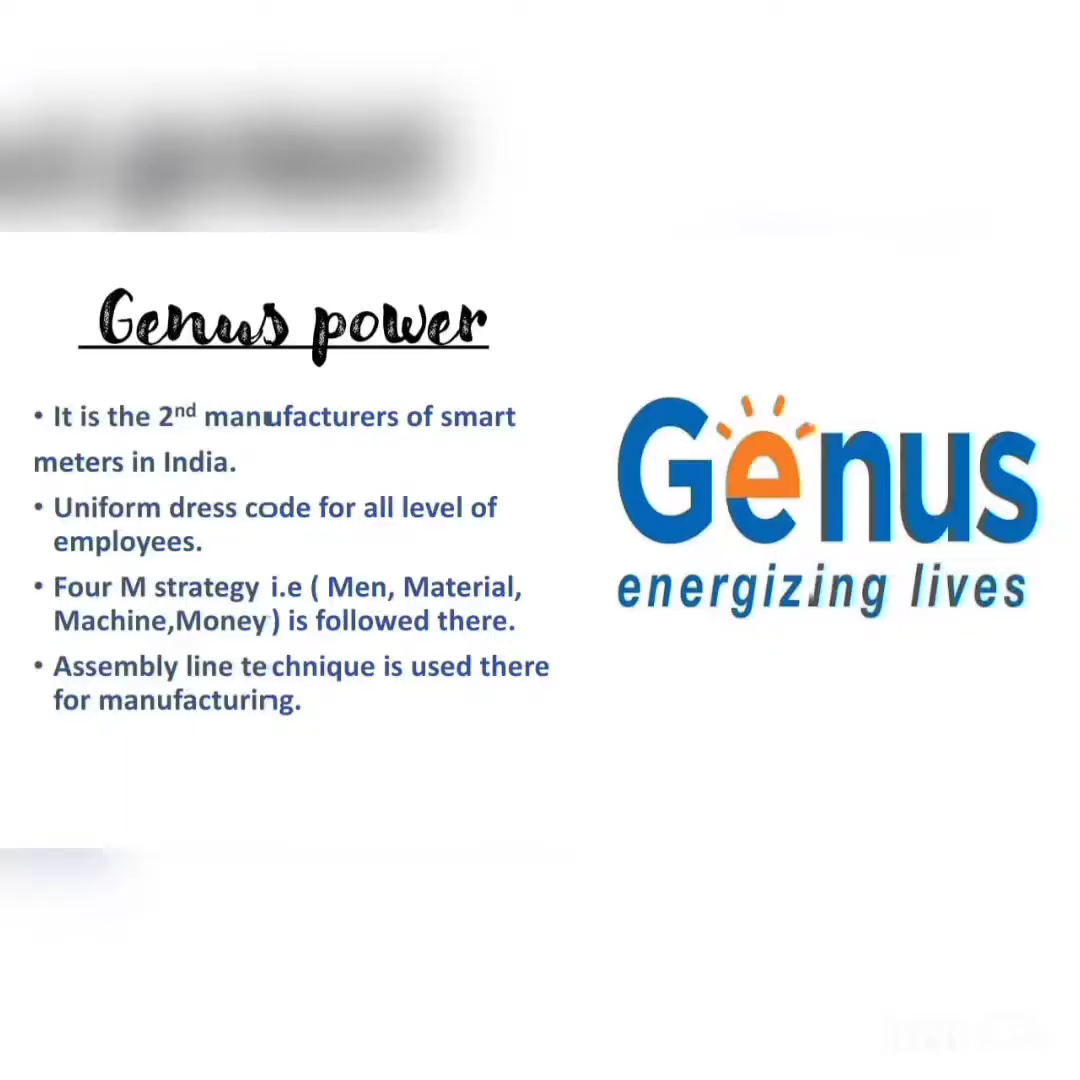 Genus power
• It is the 2nd manufacturers of smart
meters in India.
• Uniform dress code for all level of
employees.
• Four M strategy i.e ( Men, Material,
Machine,Money ) is followed there.
• Assembly line technique is used there
for manufacturing.
Genus
energizing lives